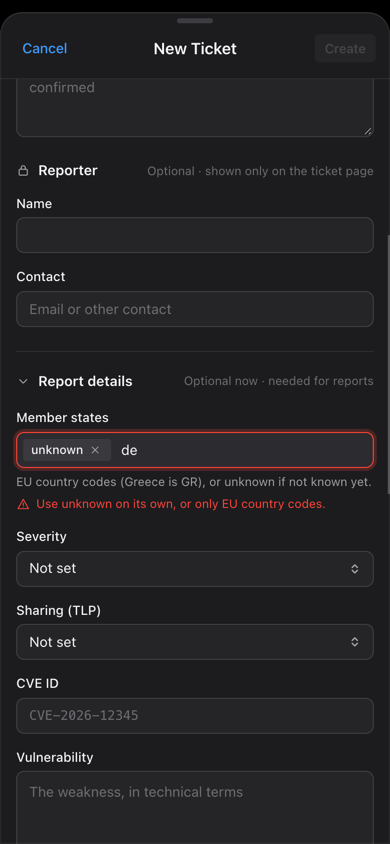 Cancel
New Ticket
Create
confirmed
Reporter
Optional · shown only on the ticket page
Name
Contact
Email or other contact
Report details
Optional now · needed for reports
Member states
unknown × de
EU country codes (Greece is GR), or unknown if not known yet.
Use unknown on its own, or only EU country codes.
Severity
Not set
Sharing (TLP)
Not set
CVE ID
CVE-2026-12345
Vulnerability
The weakness, in technical terms